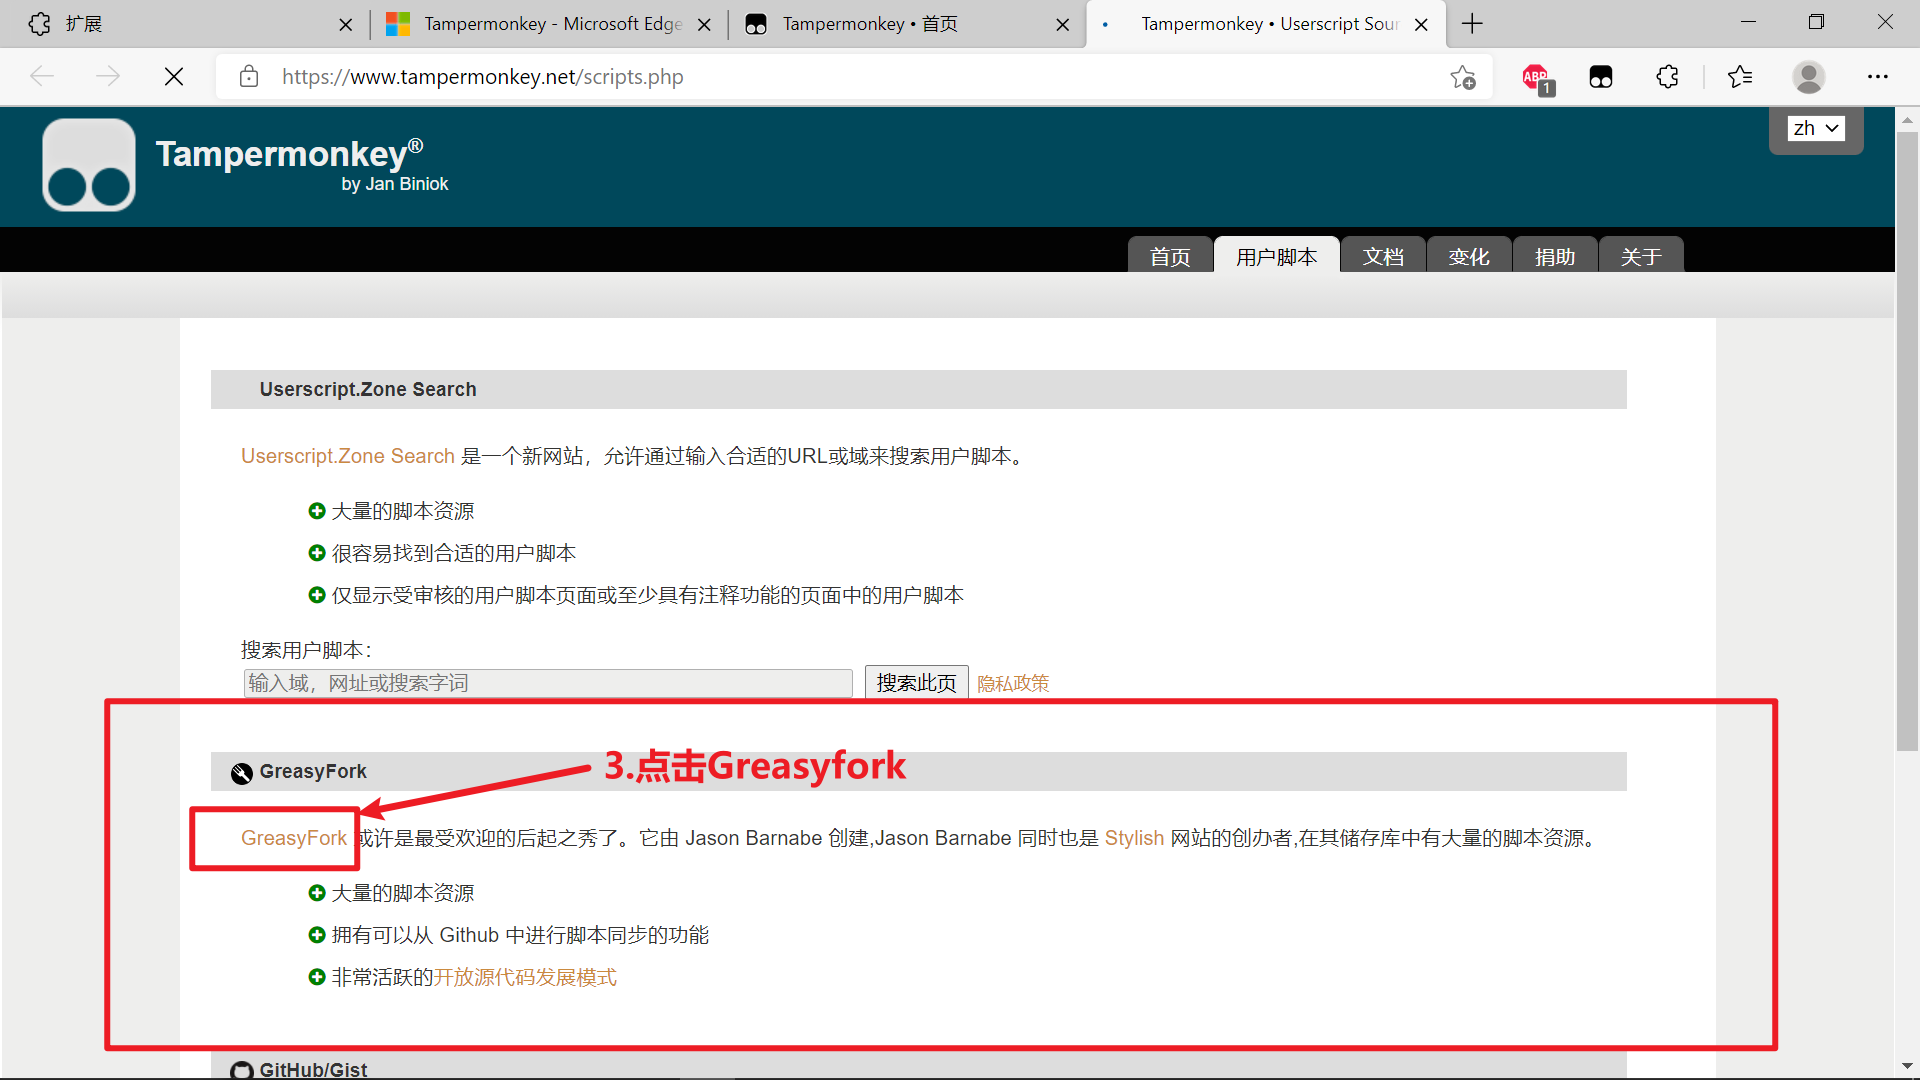 扩展
Tampermonkey - Microsoft Edge
Tampermonkey • 首页
Tampermonkey • Userscript Sour
https://www.tampermonkey.net/scripts.php
ABP
1
Tampermonkey®
by Jan Biniok
zh
首页
用户脚本
文档
变化
捐助
关于
Userscript.Zone Search
Userscript.Zone Search 是一个新网站，允许通过输入合适的URL或域来搜索用户脚本。
大量的脚本资源
很容易找到合适的用户脚本
仅显示受审核的用户脚本页面或至少具有注释功能的页面中的用户脚本
搜索用户脚本：
输入域，网址或搜索字词
搜索此页
隐私政策
GreasyFork
3.点击Greasyfork
GreasyFork 或许是最受欢迎的后起之秀了。它由 Jason Barnabe 创建,Jason Barnabe 同时也是 Stylish 网站的创办者,在其储存库中有大量的脚本资源。
大量的脚本资源
拥有可以从 Github 中进行脚本同步的功能
非常活跃的开放源代码发展模式
GitHub/Gist